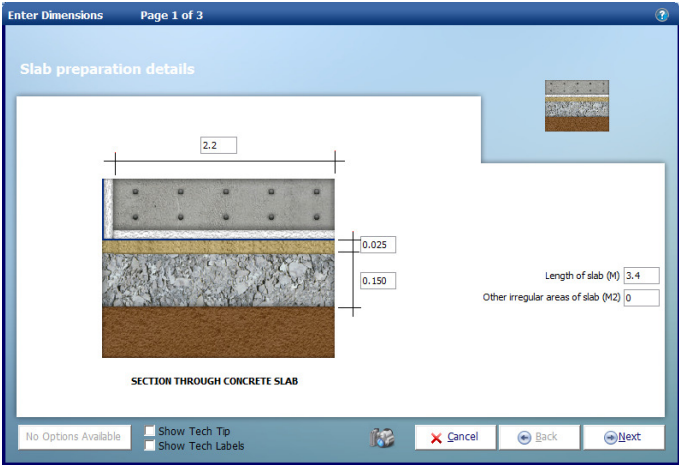 Enter Dimensions Page 1 of 3 ?
Slab preparation details
2.2
0.025
0.150
Length of slab (M) 3.4
Other irregular areas of slab (M2) 0
SECTION THROUGH CONCRETE SLAB
No Options Available
Show Tech Tip
Show Tech Labels
Cancel
Back
Next